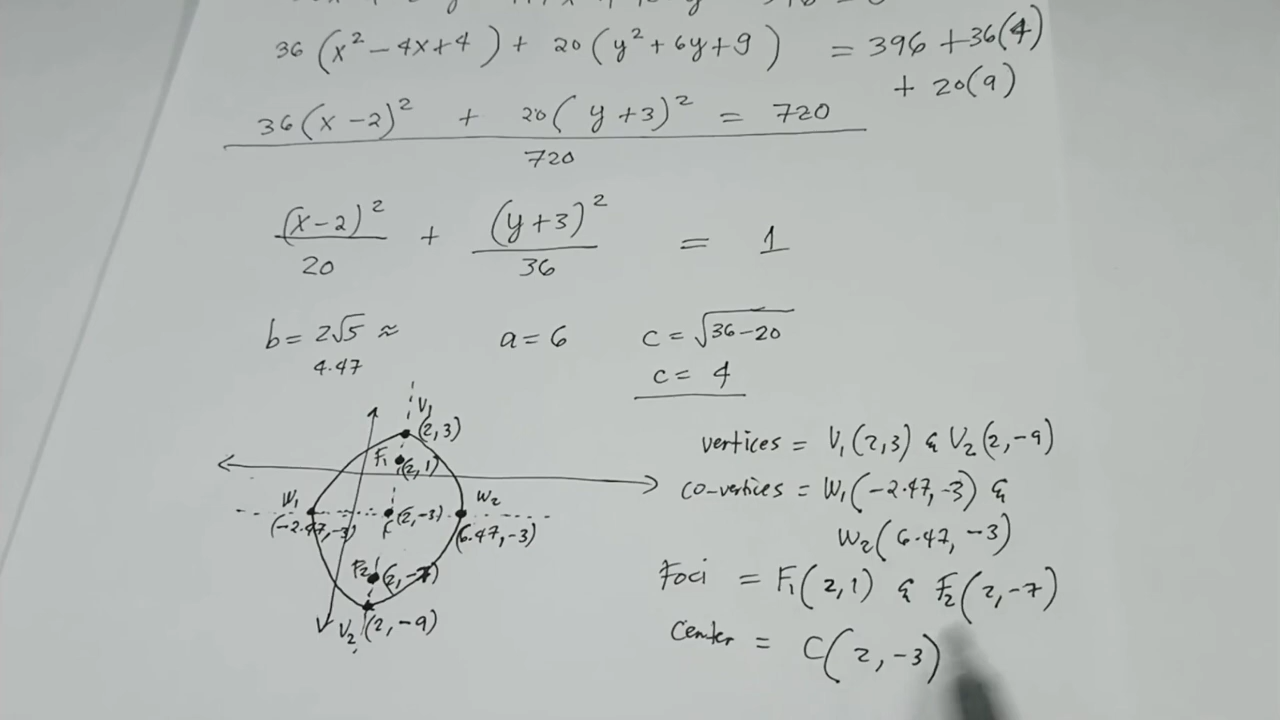 36(x² - 4x + 4) + 20(y² + 6y + 9) = 396 + 36(4)
+ 20(9)
36(x - 2)² + 20(y + 3)² = 720
720
(x - 2)² + (y + 3)² = 1
20 36
b = 2√5 ≈ a = 6 c = √36 - 20
4.47 c = 4
V₁
(2, 3)
F₁ (2, 1)
W₁ W₂
(-2.47, -3) C (2, -3) (6.47, -3)
F₂ (2, -7)
V₂ (2, -9)
vertices = V₁(2, 3) & V₂(2, -9)
co-vertices = W₁(-2.47, -3) &
W₂(6.47, -3)
Foci = F₁(2, 1) & F₂(2, -7)
Center = C(2, -3)